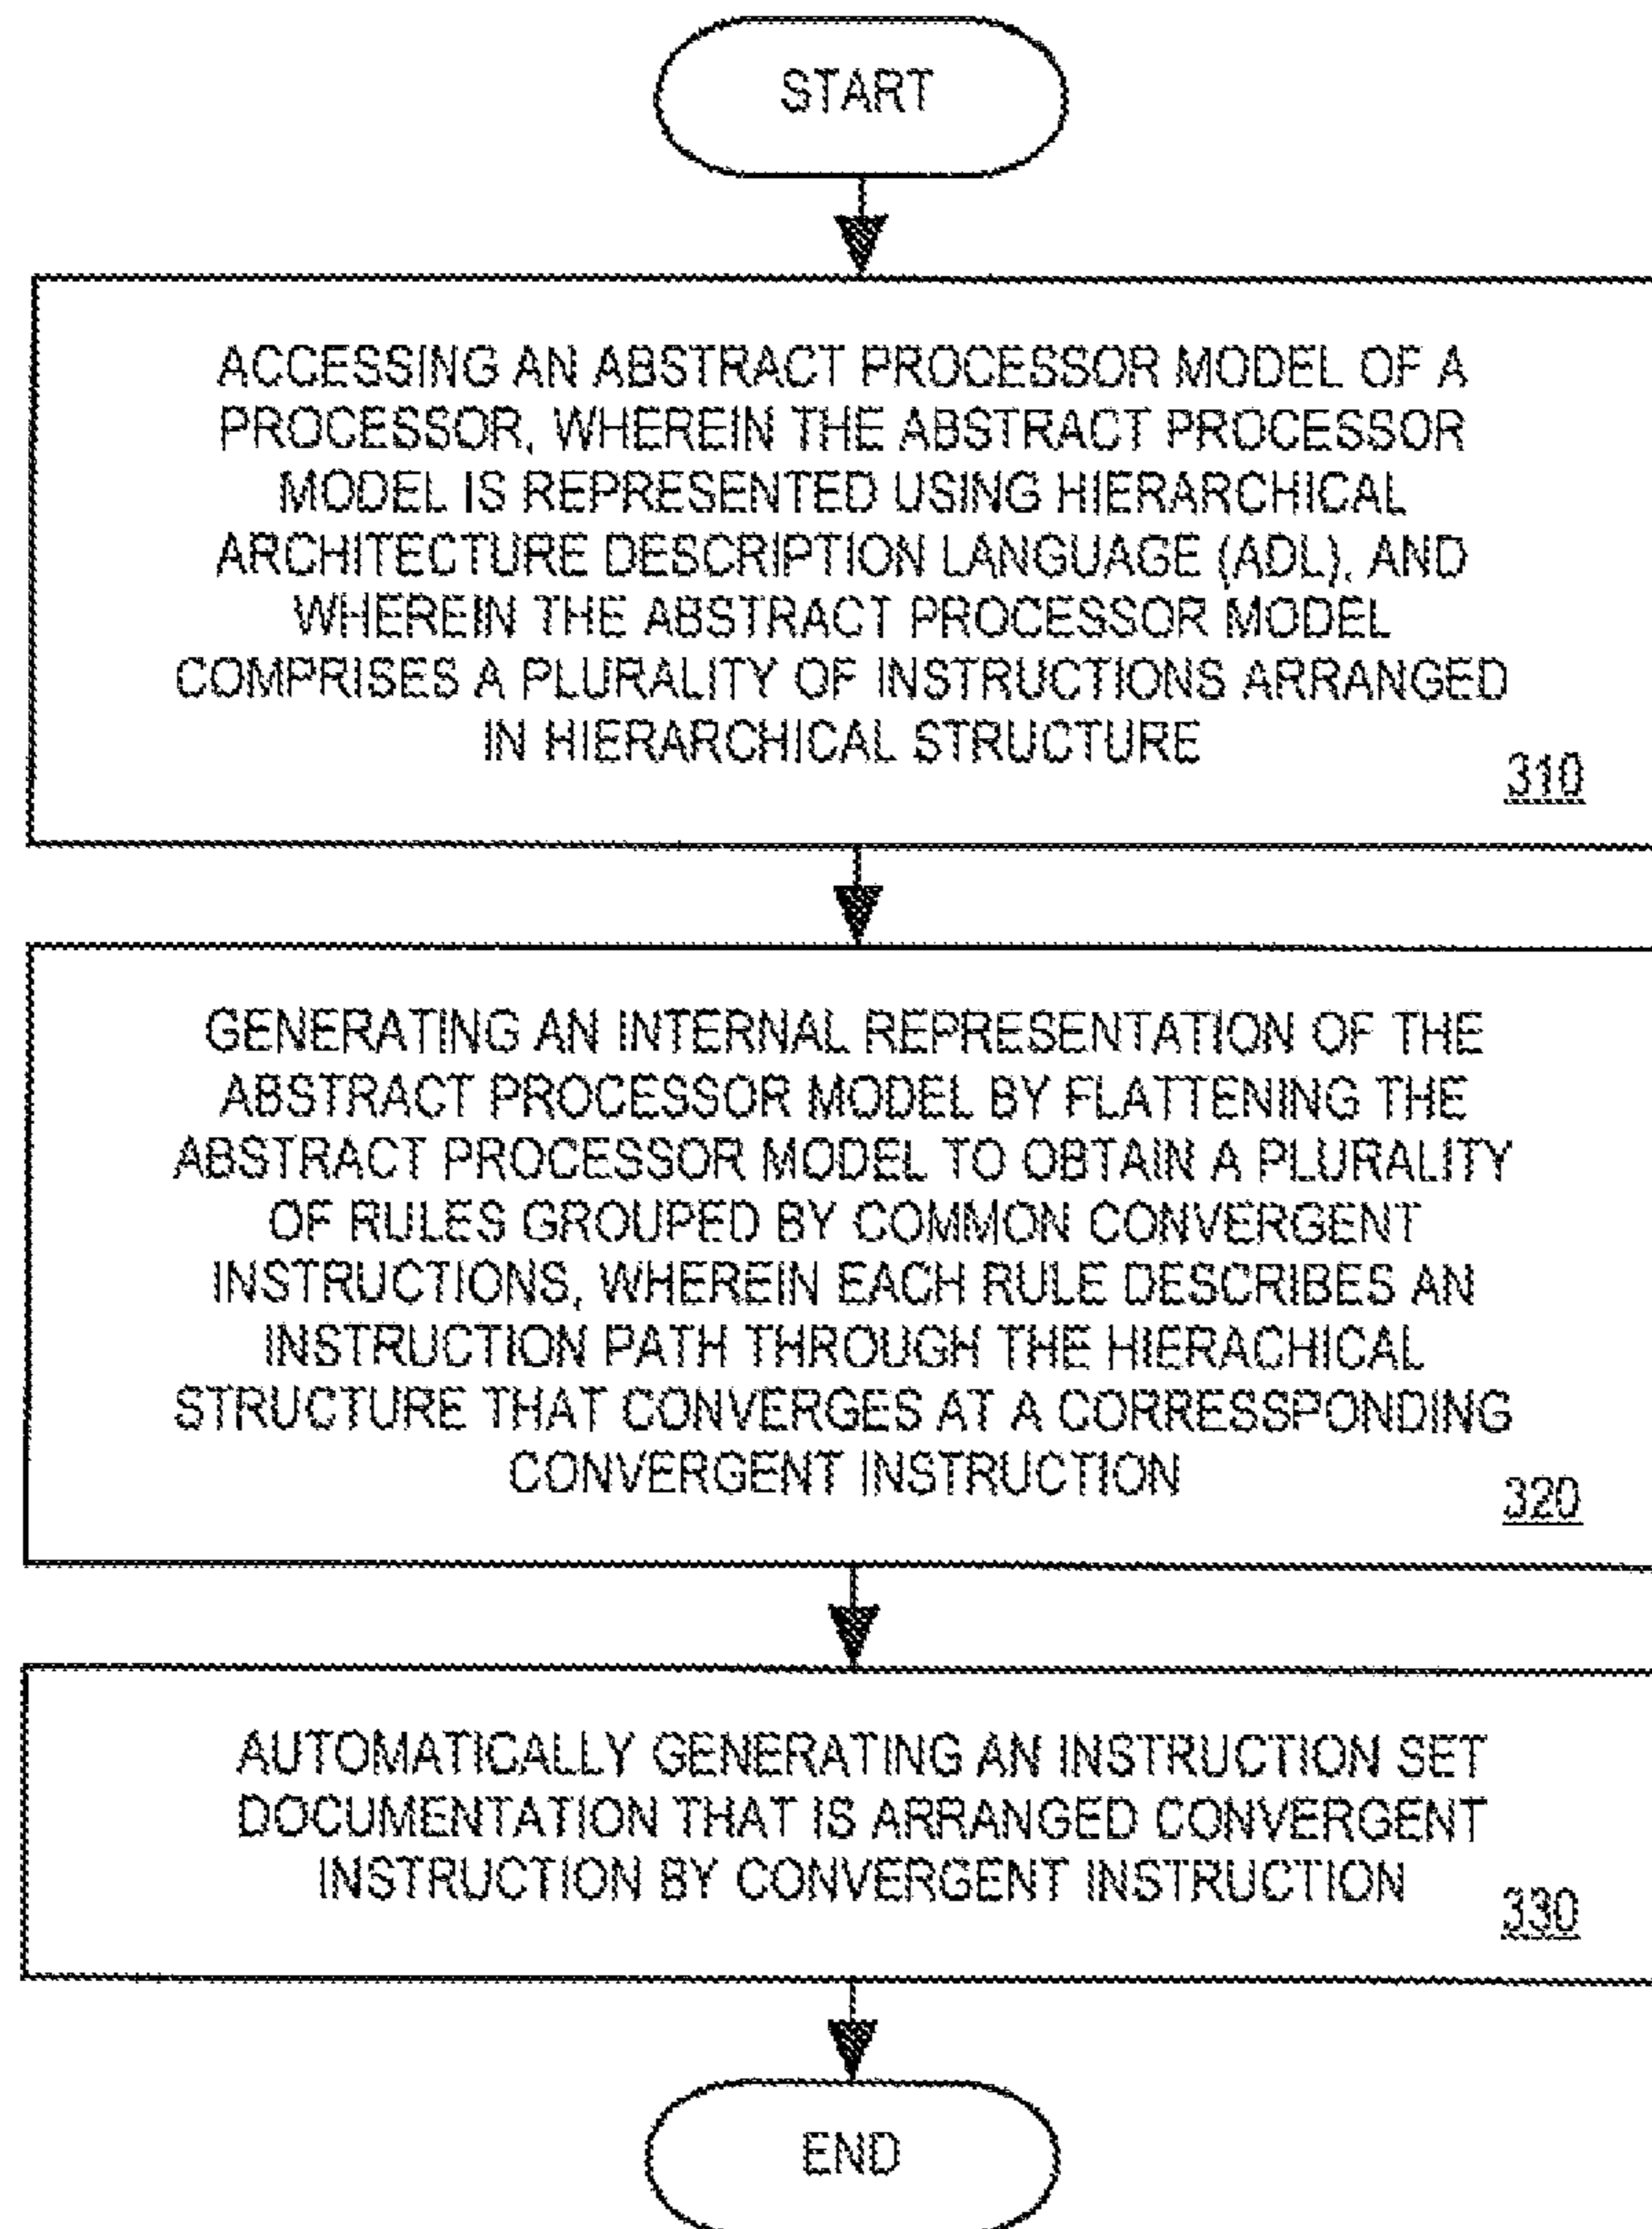 START
ACCESSING AN ABSTRACT PROCESSOR MODEL OF A
PROCESSOR, WHEREIN THE ABSTRACT PROCESSOR
MODEL IS REPRESENTED USING HIERARCHICAL
ARCHITECTURE DESCRIPTION LANGUAGE (ADL), AND
WHEREIN THE ABSTRACT PROCESSOR MODEL
COMPRISES A PLURALITY OF INSTRUCTIONS ARRANGED
IN HIERARCHICAL STRUCTURE
310
GENERATING AN INTERNAL REPRESENTATION OF THE
ABSTRACT PROCESSOR MODEL BY FLATTENING THE
ABSTRACT PROCESSOR MODEL TO OBTAIN A PLURALITY
OF RULES GROUPED BY COMMON CONVERGENT
INSTRUCTIONS, WHEREIN EACH RULE DESCRIBES AN
INSTRUCTION PATH THROUGH THE HIERACHICAL
STRUCTURE THAT CONVERGES AT A CORRESSPONDING
CONVERGENT INSTRUCTION
320
AUTOMATICALLY GENERATING AN INSTRUCTION SET
DOCUMENTATION THAT IS ARRANGED CONVERGENT
INSTRUCTION BY CONVERGENT INSTRUCTION
330
END